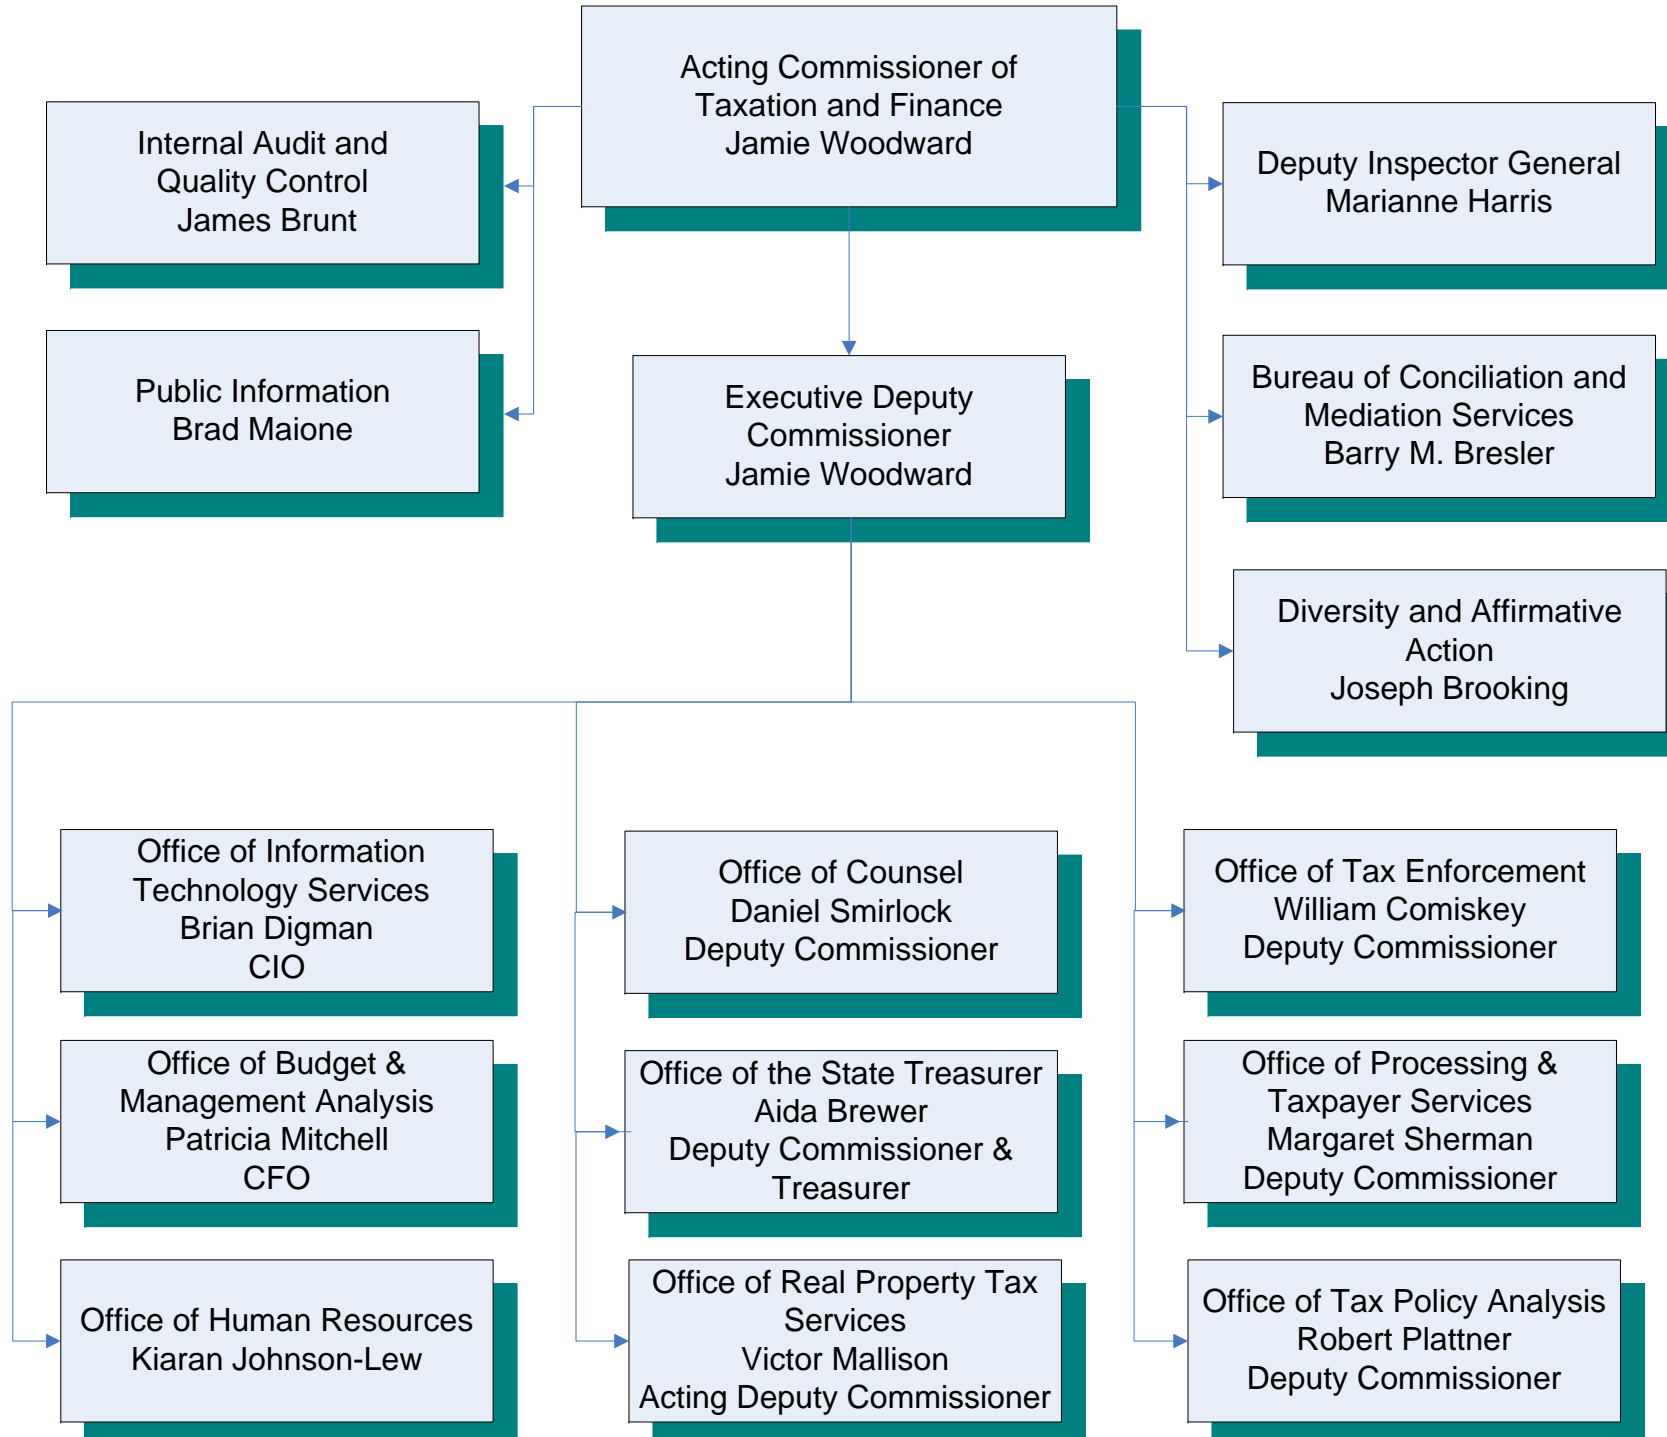 Acting Commissioner of
Taxation and Finance
Jamie Woodward
Internal Audit and
Quality Control
James Brunt
Deputy Inspector General
Marianne Harris
Public Information
Brad Maione
Executive Deputy
Commissioner
Jamie Woodward
Bureau of Conciliation and
Mediation Services
Barry M. Bresler
Diversity and Affirmative
Action
Joseph Brooking
Office of Information
Technology Services
Brian Digman
CIO
Office of Counsel
Daniel Smirlock
Deputy Commissioner
Office of Tax Enforcement
William Comiskey
Deputy Commissioner
Office of Budget &
Management Analysis
Patricia Mitchell
CFO
Office of the State Treasurer
Aida Brewer
Deputy Commissioner &
Treasurer
Office of Processing &
Taxpayer Services
Margaret Sherman
Deputy Commissioner
Office of Human Resources
Kiaran Johnson-Lew
Office of Real Property Tax
Services
Victor Mallison
Acting Deputy Commissioner
Office of Tax Policy Analysis
Robert Plattner
Deputy Commissioner